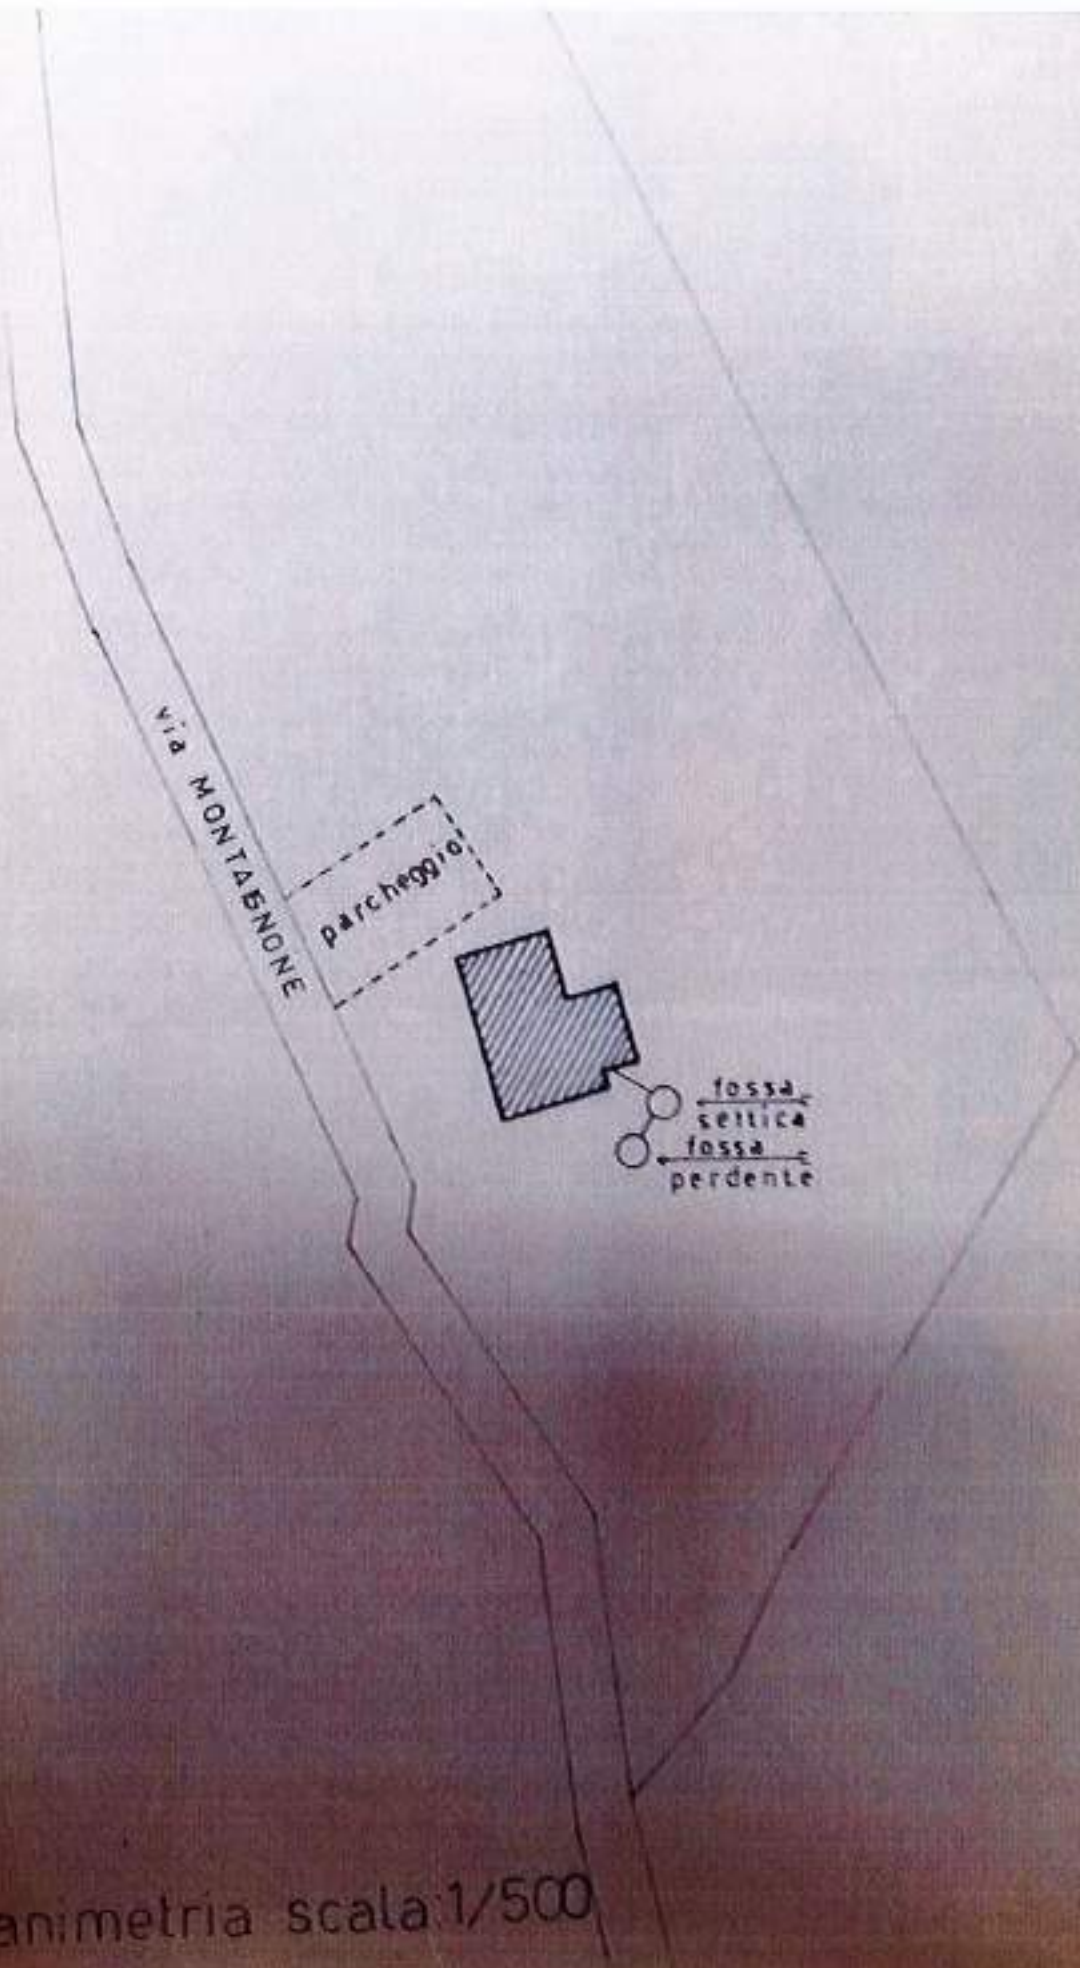 via MONTAGNONE
parcheggio
fossa
settica
fossa
perdente
animetria scala:1/500